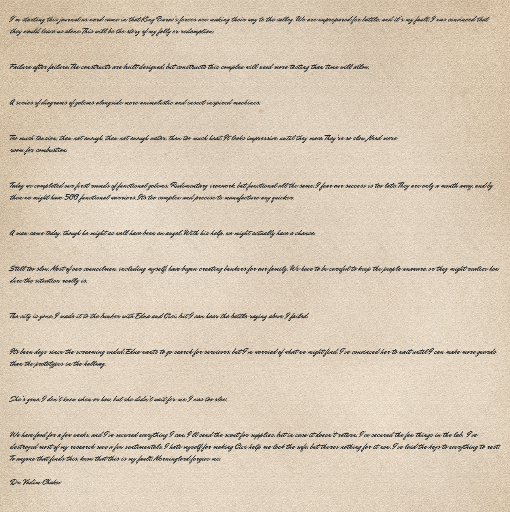 I'm starting this journal as word came in that King Baron's forces are making their way to the valley. We are unprepared for battle, and it's my fault. I was convinced that
they would leave us alone. This will be the story of my folly or redemption.
Failure after failure. The constructs are built designed, but constructs this complex will need more testing than time will allow.
A series of diagrams of golems alongside more animalistic and insect inspired machines.
Too much tension, then not enough, then not enough water, then too much heat. It looks impressive until they move. They're so slow. Need more
room for combustion.
Today we completed our first rounds of functional golems. Rudimentary runework, but functional all the same. I fear our success is too late. They are only a month away, and by
then we might have 500 functional warriors. It's too complex and precise to manufacture any quicker.
A man came today, though he might as well have been an angel. With his help, we might actually have a chance.
Still too slow. Most of our councilmen, including myself have begun creating bunkers for our family. We have to be careful to keep the people unaware, or they might realize how
dire the situation really is.
The city is gone. I made it to the bunker with Edna and Cici, but I can hear the battle raging above. I failed.
It's been days since the screaming ended. Edna wants to go search for survivors, but I'm worried of what we might find. I've convinced her to wait until I can make more guards
than the prototypes in the hallway.
She's gone. I don't know when or how, but she didn't wait for me. I was too slow.
We have food for a few weeks, and I've secured everything I can. I'll send the scout for supplies, but in case it doesn't return, I've secured the few things in the lab. I've
destroyed most of my research save a few continentals. I hate myself for making Cici help me lock the safe, but there's nothing for it now. I've laid the keys to everything to rest.
To anyone that finds this, know that this is my fault. Morninglord forgive me.
Dr. Yadim